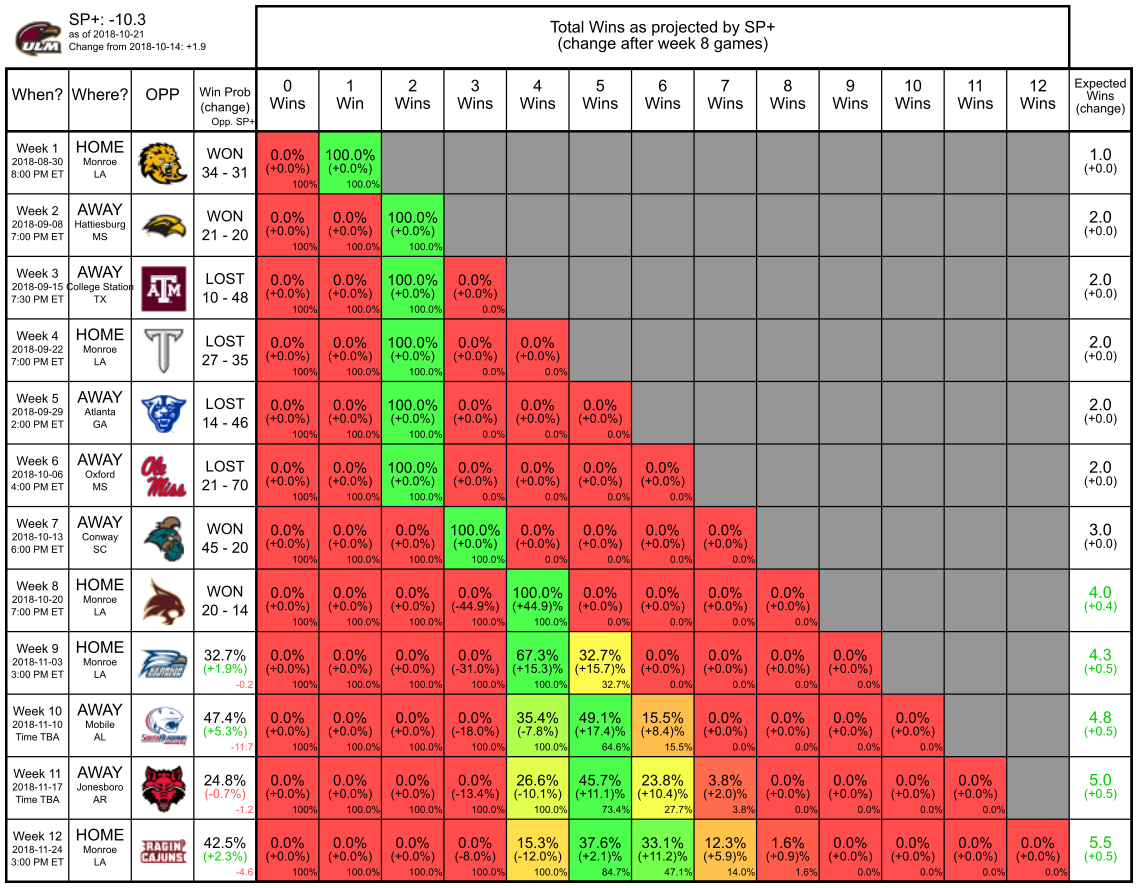 SP+: -10.3
as of 2018-10-21
Change from 2018-10-14: +1.9
ULM
Total Wins as projected by SP+
(change after week 8 games)
When? Where? OPP Win Prob (change) Opp. SP+ 0 Wins 1 Win 2 Wins 3 Wins 4 Wins 5 Wins 6 Wins 7 Wins 8 Wins 9 Wins 10 Wins 11 Wins 12 Wins Expected Wins (change)
Week 1 HOME WON 0.0% 100.0% 1.0
2018-08-30 Monroe (+0.0%) (+0.0%) (+0.0)
8:00 PM ET LA 34 - 31 100% 100.0%
Week 2 AWAY WON 0.0% 0.0% 100.0% 2.0
2018-09-08 Hattiesburg (+0.0%) (+0.0%) (+0.0%) (+0.0)
7:00 PM ET MS 21 - 20 100% 100.0% 100.0%
Week 3 AWAY LOST 0.0% 0.0% 100.0% 0.0% 2.0
2018-09-15 College Station ATM (+0.0%) (+0.0%) (+0.0%) (+0.0%) (+0.0)
7:30 PM ET TX 10 - 48 100% 100.0% 100.0% 0.0%
Week 4 HOME LOST 0.0% 0.0% 100.0% 0.0% 0.0% 2.0
2018-09-22 Monroe T (+0.0%) (+0.0%) (+0.0%) (+0.0%) (+0.0%) (+0.0)
7:00 PM ET LA 27 - 35 100% 100.0% 100.0% 0.0% 0.0%
Week 5 AWAY LOST 0.0% 0.0% 100.0% 0.0% 0.0% 0.0% 2.0
2018-09-29 Atlanta (+0.0%) (+0.0%) (+0.0%) (+0.0%) (+0.0%) (+0.0%) (+0.0)
2:00 PM ET GA 14 - 46 100% 100.0% 100.0% 0.0% 0.0% 0.0%
Week 6 AWAY LOST 0.0% 0.0% 100.0% 0.0% 0.0% 0.0% 0.0% 2.0
2018-10-06 Oxford Ole Miss (+0.0%) (+0.0%) (+0.0%) (+0.0%) (+0.0%) (+0.0%) (+0.0%) (+0.0)
4:00 PM ET MS 21 - 70 100% 100.0% 100.0% 0.0% 0.0% 0.0% 0.0%
Week 7 AWAY WON 0.0% 0.0% 0.0% 100.0% 0.0% 0.0% 0.0% 0.0% 3.0
2018-10-13 Conway (+0.0%) (+0.0%) (+0.0%) (+0.0%) (+0.0%) (+0.0%) (+0.0%) (+0.0%) (+0.0)
6:00 PM ET SC 45 - 20 100% 100.0% 100.0% 100.0% 0.0% 0.0% 0.0% 0.0%
Week 8 HOME WON 0.0% 0.0% 0.0% 0.0% 100.0% 0.0% 0.0% 0.0% 0.0% 4.0
2018-10-20 Monroe (+0.0%) (+0.0%) (+0.0%) (-44.9%) (+44.9)% (+0.0%) (+0.0%) (+0.0%) (+0.0%) (+0.4)
7:00 PM ET LA 20 - 14 100% 100.0% 100.0% 100.0% 100.0% 0.0% 0.0% 0.0% 0.0%
Week 9 HOME 32.7% 0.0% 0.0% 0.0% 0.0% 67.3% 32.7% 0.0% 0.0% 0.0% 0.0% 4.3
2018-11-03 Monroe (+1.9%) (+0.0%) (+0.0%) (+0.0%) (-31.0%) (+15.3)% (+15.7)% (+0.0%) (+0.0%) (+0.0%) (+0.0%) (+0.5)
3:00 PM ET LA -0.2 100% 100.0% 100.0% 100.0% 100.0% 32.7% 0.0% 0.0% 0.0% 0.0%
Week 10 AWAY 47.4% 0.0% 0.0% 0.0% 0.0% 35.4% 49.1% 15.5% 0.0% 0.0% 0.0% 0.0% 4.8
2018-11-10 Mobile (+5.3%) (+0.0%) (+0.0%) (+0.0%) (-18.0%) (-7.8%) (+17.4)% (+8.4)% (+0.0%) (+0.0%) (+0.0%) (+0.0%) (+0.5)
Time TBA AL -11.7 100% 100.0% 100.0% 100.0% 100.0% 64.6% 15.5% 0.0% 0.0% 0.0% 0.0%
Week 11 AWAY 24.8% 0.0% 0.0% 0.0% 0.0% 26.6% 45.7% 23.8% 3.8% 0.0% 0.0% 0.0% 0.0% 5.0
2018-11-17 Jonesboro (-0.7%) (+0.0%) (+0.0%) (+0.0%) (-13.4%) (-10.1%) (+11.1)% (+10.4)% (+2.0)% (+0.0%) (+0.0%) (+0.0%) (+0.0%) (+0.5)
Time TBA AR -1.2 100% 100.0% 100.0% 100.0% 100.0% 73.4% 27.7% 3.8% 0.0% 0.0% 0.0% 0.0%
Week 12 HOME 42.5% 0.0% 0.0% 0.0% 0.0% 15.3% 37.6% 33.1% 12.3% 1.6% 0.0% 0.0% 0.0% 0.0% 5.5
2018-11-24 Monroe RAGIN' CAJUNS (+2.3%) (+0.0%) (+0.0%) (+0.0%) (-8.0%) (-12.0%) (+2.1)% (+11.2)% (+5.9)% (+0.9)% (+0.0%) (+0.0%) (+0.0%) (+0.0%) (+0.5)
3:00 PM ET LA -4.6 100% 100.0% 100.0% 100.0% 100.0% 84.7% 47.1% 14.0% 1.6% 0.0% 0.0% 0.0% 0.0%